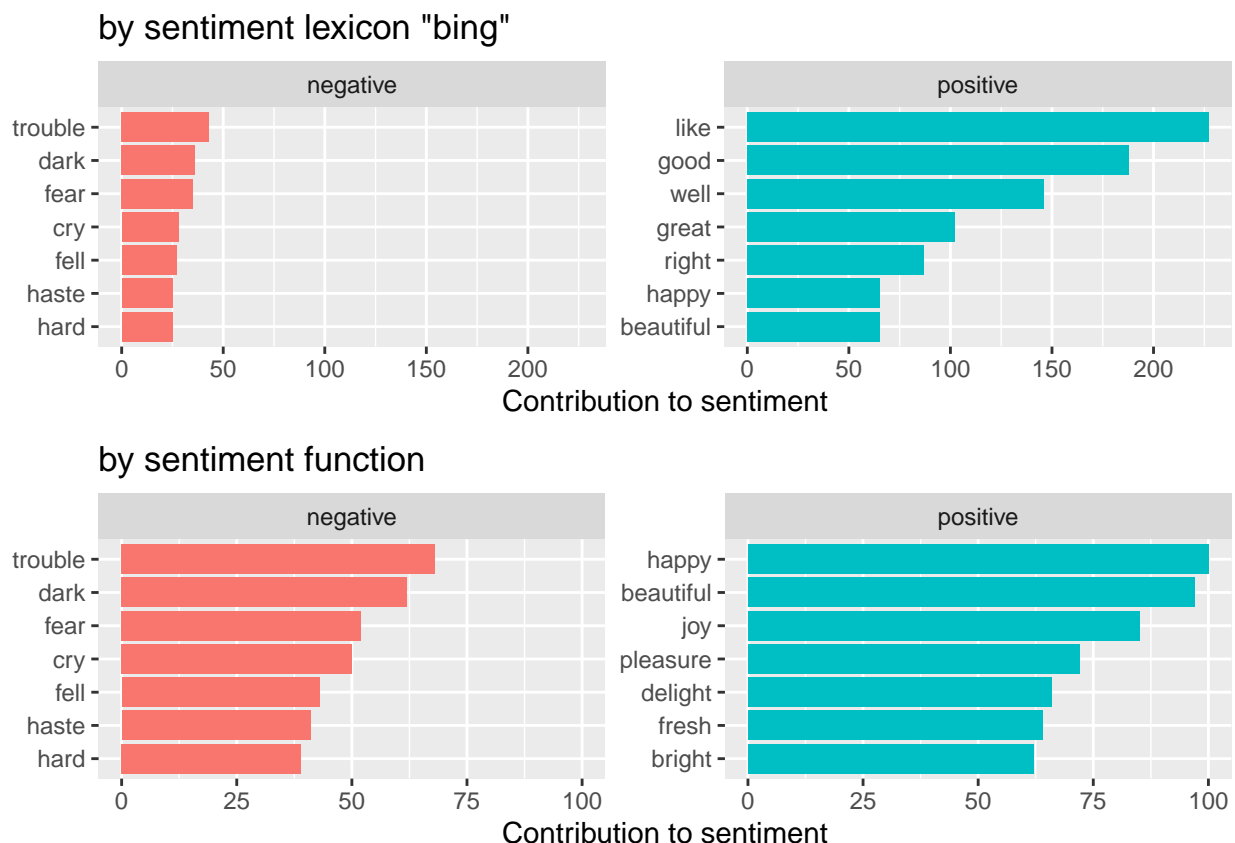 by sentiment lexicon "bing"
negative
positive
trouble
dark
fear
cry
fell
haste
hard
0 50 100 150 200
like
good
well
great
right
happy
beautiful
0 50 100 150 200
Contribution to sentiment
by sentiment function
negative
positive
trouble
dark
fear
cry
fell
haste
hard
0 25 50 75 100
happy
beautiful
joy
pleasure
delight
fresh
bright
0 25 50 75 100
Contribution to sentiment